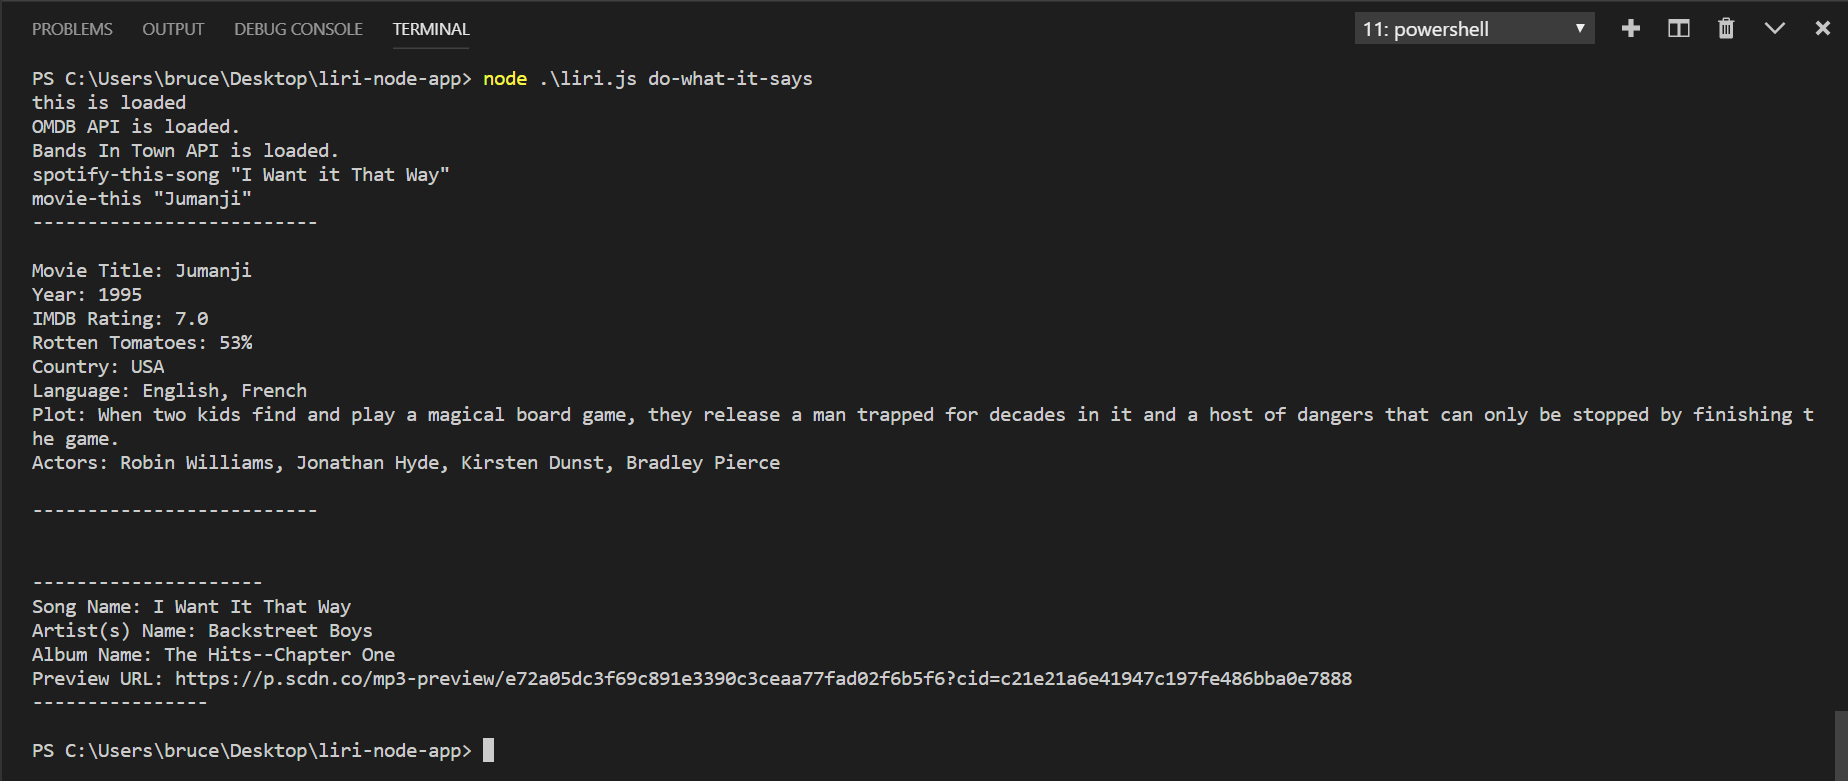 PROBLEMS OUTPUT DEBUG CONSOLE TERMINAL 11: powershell
PS C:\Users\bruce\Desktop\liri-node-app> node .\liri.js do-what-it-says
this is loaded
OMDB API is loaded.
Bands In Town API is loaded.
spotify-this-song "I Want it That Way"
movie-this "Jumanji"
--------------------------
Movie Title: Jumanji
Year: 1995
IMDB Rating: 7.0
Rotten Tomatoes: 53%
Country: USA
Language: English, French
Plot: When two kids find and play a magical board game, they release a man trapped for decades in it and a host of dangers that can only be stopped by finishing t
he game.
Actors: Robin Williams, Jonathan Hyde, Kirsten Dunst, Bradley Pierce
--------------------------
---------------------
Song Name: I Want It That Way
Artist(s) Name: Backstreet Boys
Album Name: The Hits--Chapter One
Preview URL: https://p.scdn.co/mp3-preview/e72a05dc3f69c891e3390c3ceaa77fad02f6b5f6?cid=c21e21a6e41947c197fe486bba0e7888
----------------
PS C:\Users\bruce\Desktop\liri-node-app>